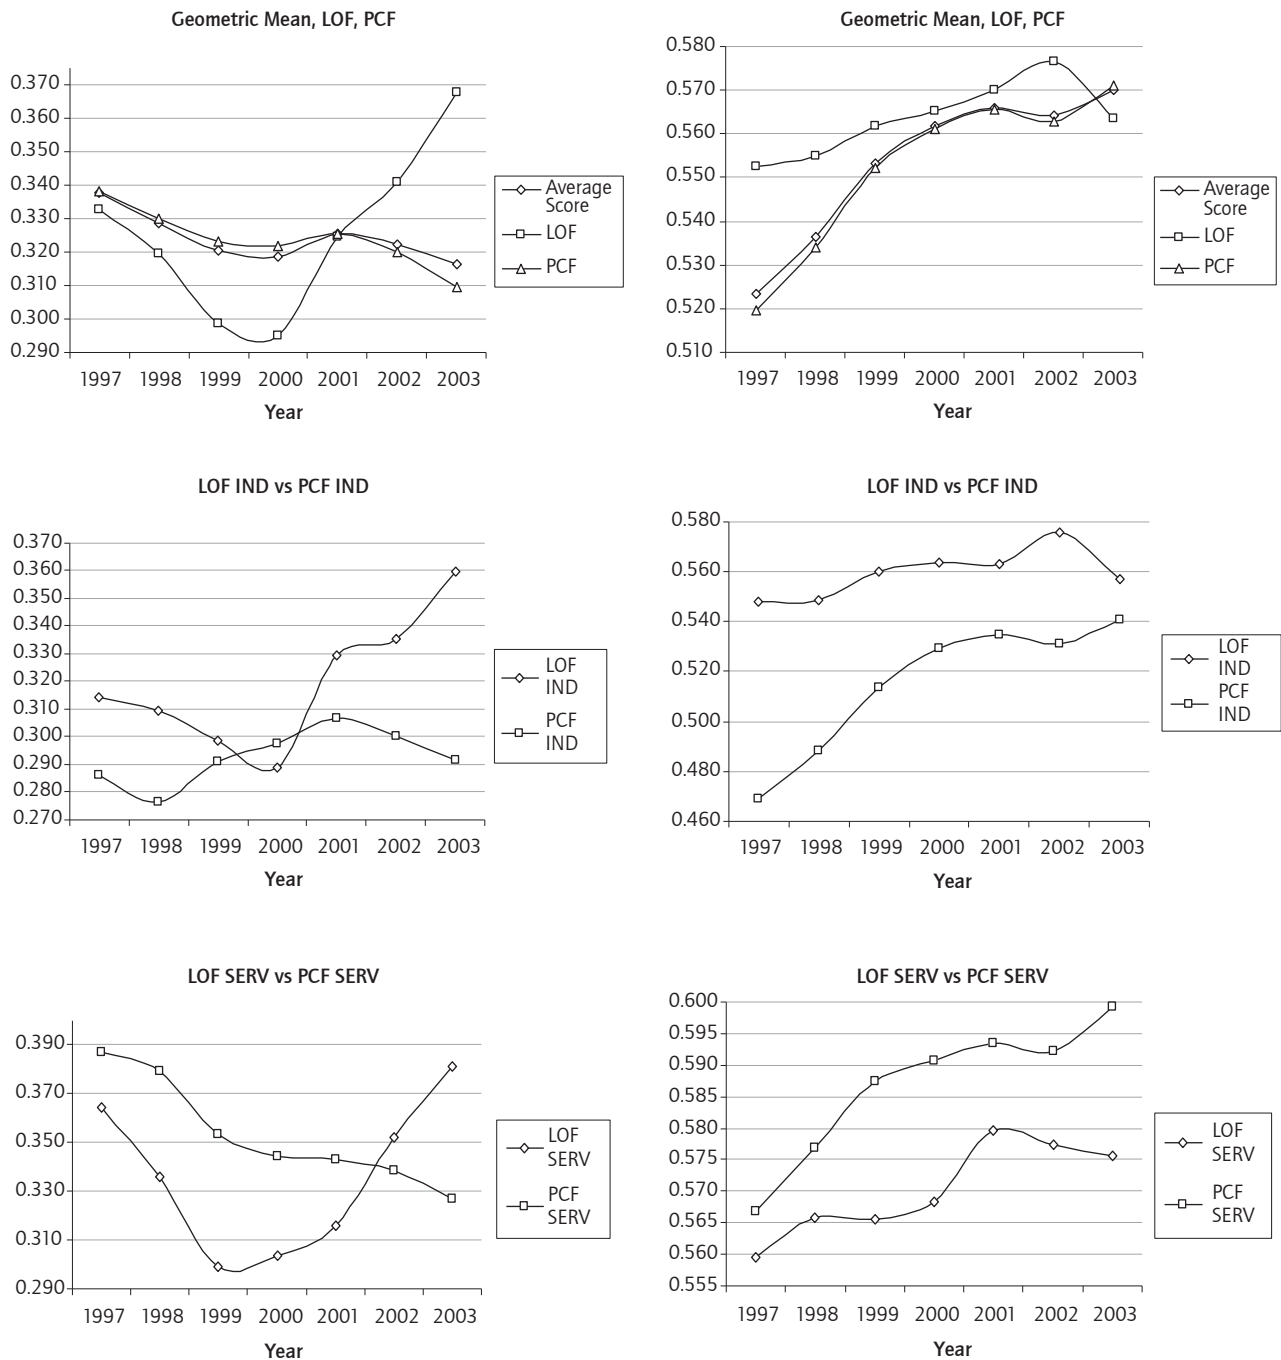 Geometric Mean, LOF, PCF
0.370
0.360
0.350
0.340
0.330
0.320
0.310
0.300
0.290
1997 1998 1999 2000 2001 2002 2003
Year
Average
Score
LOF
PCF
Geometric Mean, LOF, PCF
0.580
0.570
0.560
0.550
0.540
0.530
0.520
0.510
1997 1998 1999 2000 2001 2002 2003
Year
Average
Score
LOF
PCF
LOF IND vs PCF IND
0.370
0.360
0.350
0.340
0.330
0.320
0.310
0.300
0.290
0.280
0.270
1997 1998 1999 2000 2001 2002 2003
Year
LOF
IND
PCF
IND
LOF IND vs PCF IND
0.580
0.560
0.540
0.520
0.500
0.480
0.460
1997 1998 1999 2000 2001 2002 2003
Year
LOF
IND
PCF
IND
LOF SERV vs PCF SERV
0.390
0.370
0.350
0.330
0.310
0.290
1997 1998 1999 2000 2001 2002 2003
Year
LOF
SERV
PCF
SERV
LOF SERV vs PCF SERV
0.600
0.595
0.590
0.585
0.580
0.575
0.570
0.565
0.560
0.555
1997 1998 1999 2000 2001 2002 2003
Year
LOF
SERV
PCF
SERV